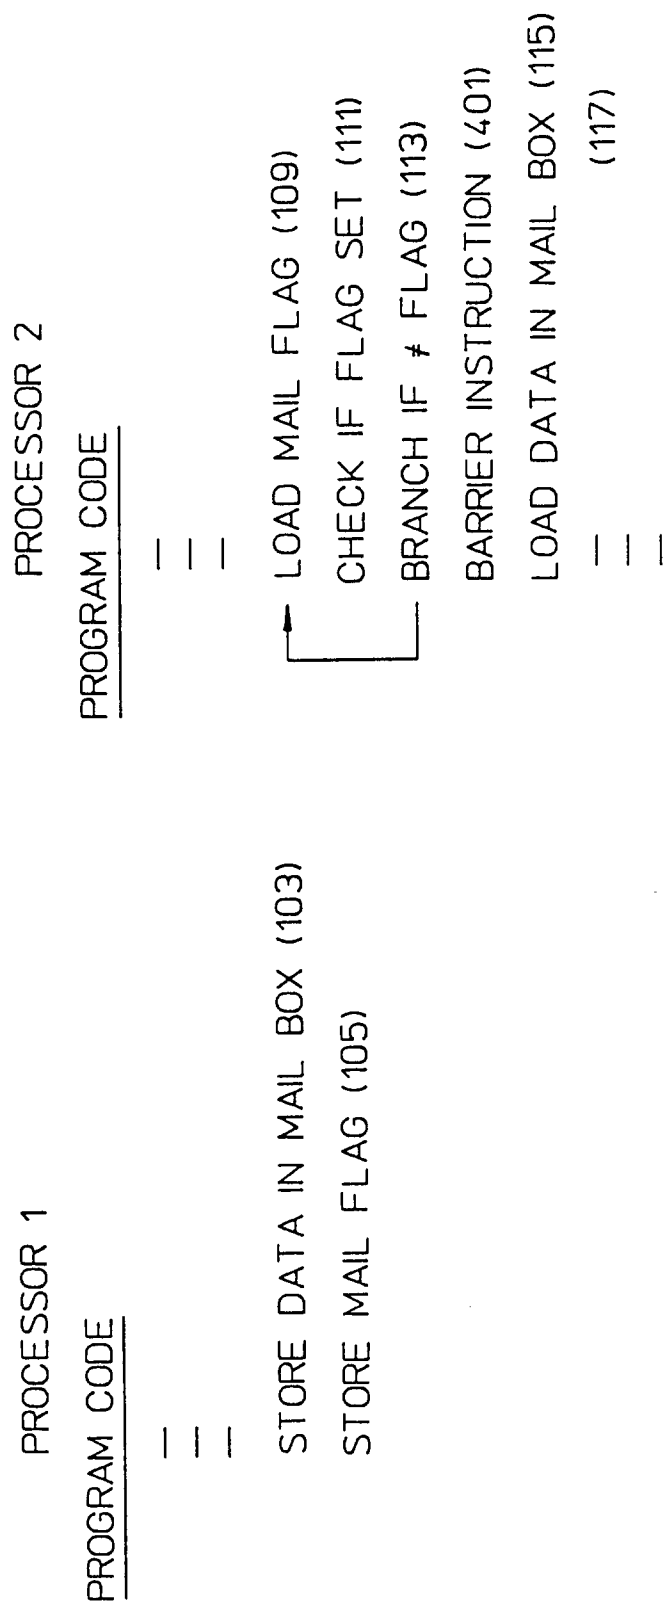 PROCESSOR 1
PROGRAM CODE
STORE DATA IN MAIL BOX (103)
STORE MAIL FLAG (105)
PROCESSOR 2
PROGRAM CODE
LOAD MAIL FLAG (109)
CHECK IF FLAG SET (111)
BRANCH IF ≠ FLAG (113)
BARRIER INSTRUCTION (401)
LOAD DATA IN MAIL BOX (115)
(117)